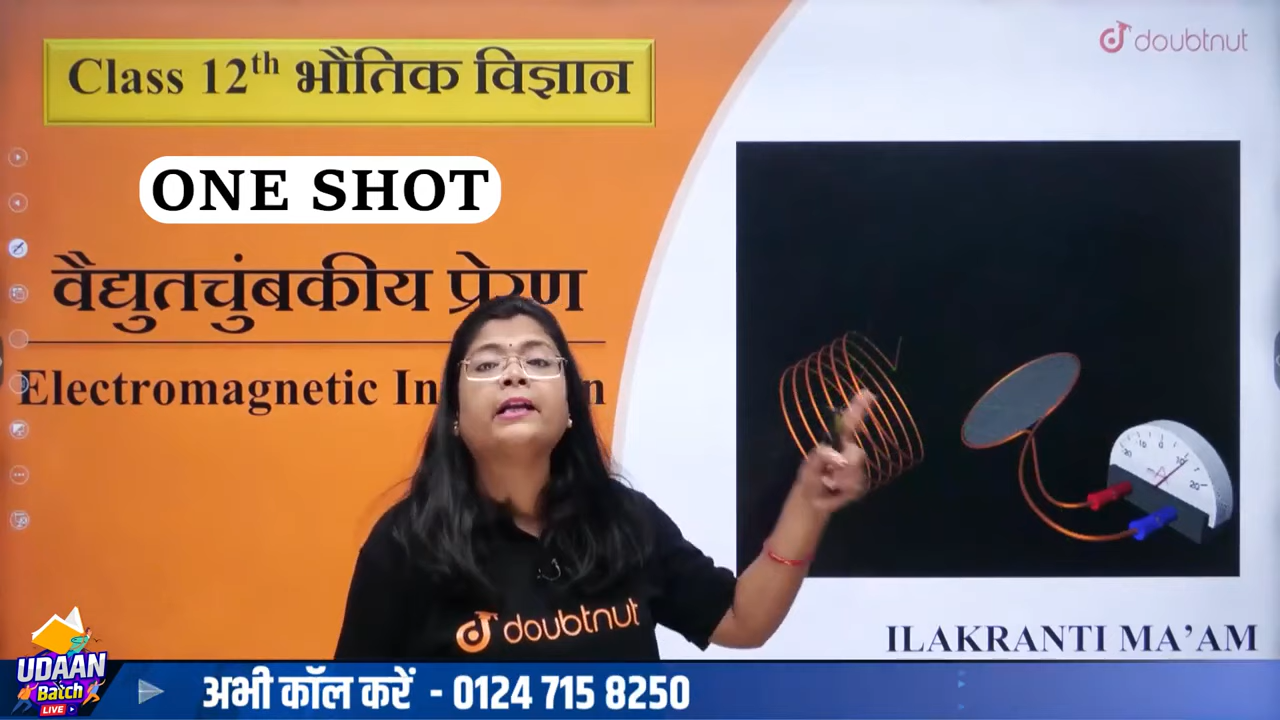 Class 12th भौतिक विज्ञान
doubtnut
ONE SHOT
वैद्युतचुंबकीय प्रेरण
Electromagnetic In n
doubtnut
ILAKRANTI MA’AM
UDAAN
Batch
LIVE
अभी कॉल करें - 0124 715 8250